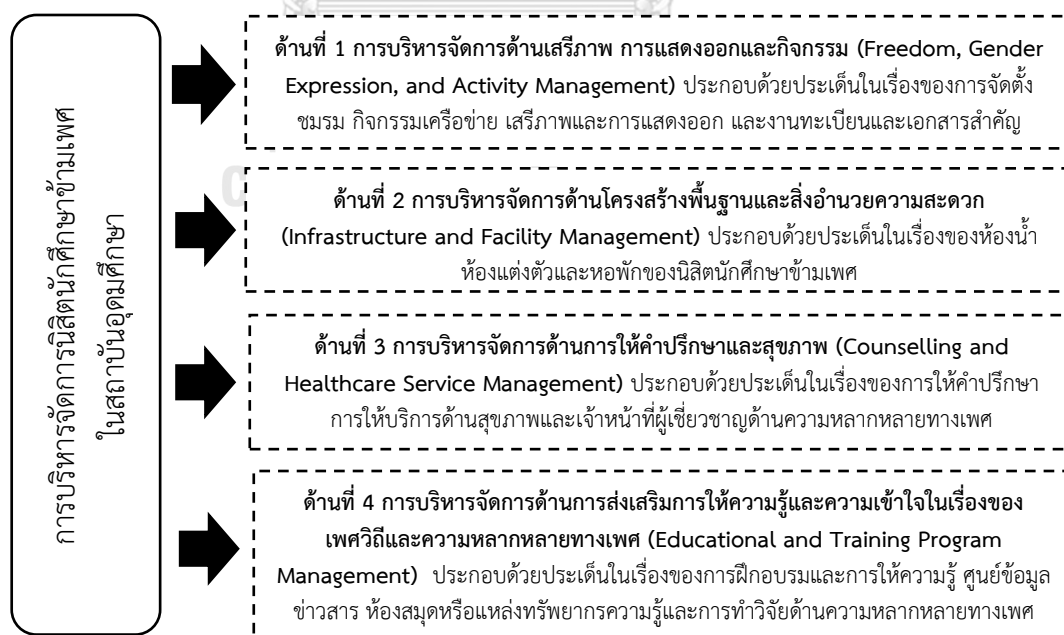 การบริหารจัดการนิสิตนักศึกษาข้ามเพศ
ในสถาบันอุดมศึกษา
ด้านที่ 1 การบริหารจัดการด้านเสรีภาพ การแสดงออกและกิจกรรม (Freedom, Gender
Expression, and Activity Management) ประกอบด้วยประเด็นในเรื่องของการจัดตั้ง
ชมรม กิจกรรมเครือข่าย เสรีภาพและการแสดงออก และงานทะเบียนและเอกสารสำคัญ
ด้านที่ 2 การบริหารจัดการด้านโครงสร้างพื้นฐานและสิ่งอำนวยความสะดวก
(Infrastructure and Facility Management) ประกอบด้วยประเด็นในเรื่องของห้องน้ำ
ห้องแต่งตัวและหอพักของนิสิตนักศึกษาข้ามเพศ
ด้านที่ 3 การบริหารจัดการด้านการให้คำปรึกษาและสุขภาพ (Counselling and
Healthcare Service Management) ประกอบด้วยประเด็นในเรื่องของการให้คำปรึกษา
การให้บริการด้านสุขภาพและเจ้าหน้าที่ผู้เชี่ยวชาญด้านความหลากหลายทางเพศ
ด้านที่ 4 การบริหารจัดการด้านการส่งเสริมการให้ความรู้และความเข้าใจในเรื่องของ
เพศวิถีและความหลากหลายทางเพศ (Educational and Training Program
Management) ประกอบด้วยประเด็นในเรื่องของการฝึกอบรมและการให้ความรู้ ศูนย์ข้อมูล
ข่าวสาร ห้องสมุดหรือแหล่งทรัพยากรความรู้และการทำวิจัยด้านความหลากหลายทางเพศ